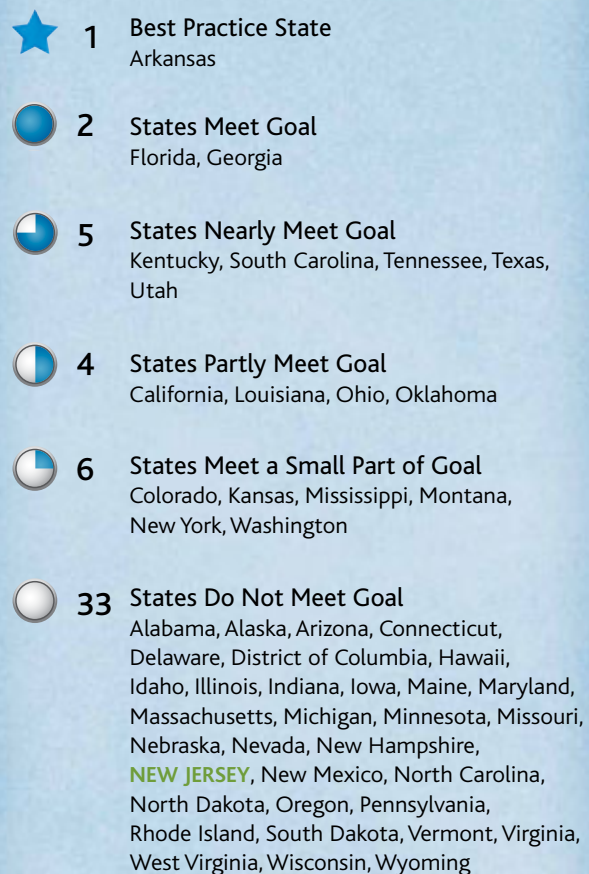 1 Best Practice State
Arkansas
2 States Meet Goal
Florida, Georgia
5 States Nearly Meet Goal
Kentucky, South Carolina, Tennessee, Texas,
Utah
4 States Partly Meet Goal
California, Louisiana, Ohio, Oklahoma
6 States Meet a Small Part of Goal
Colorado, Kansas, Mississippi, Montana,
New York, Washington
33 States Do Not Meet Goal
Alabama, Alaska, Arizona, Connecticut,
Delaware, District of Columbia, Hawaii,
Idaho, Illinois, Indiana, Iowa, Maine, Maryland,
Massachusetts, Michigan, Minnesota, Missouri,
Nebraska, Nevada, New Hampshire,
NEW JERSEY, New Mexico, North Carolina,
North Dakota, Oregon, Pennsylvania,
Rhode Island, South Dakota, Vermont, Virginia,
West Virginia, Wisconsin, Wyoming